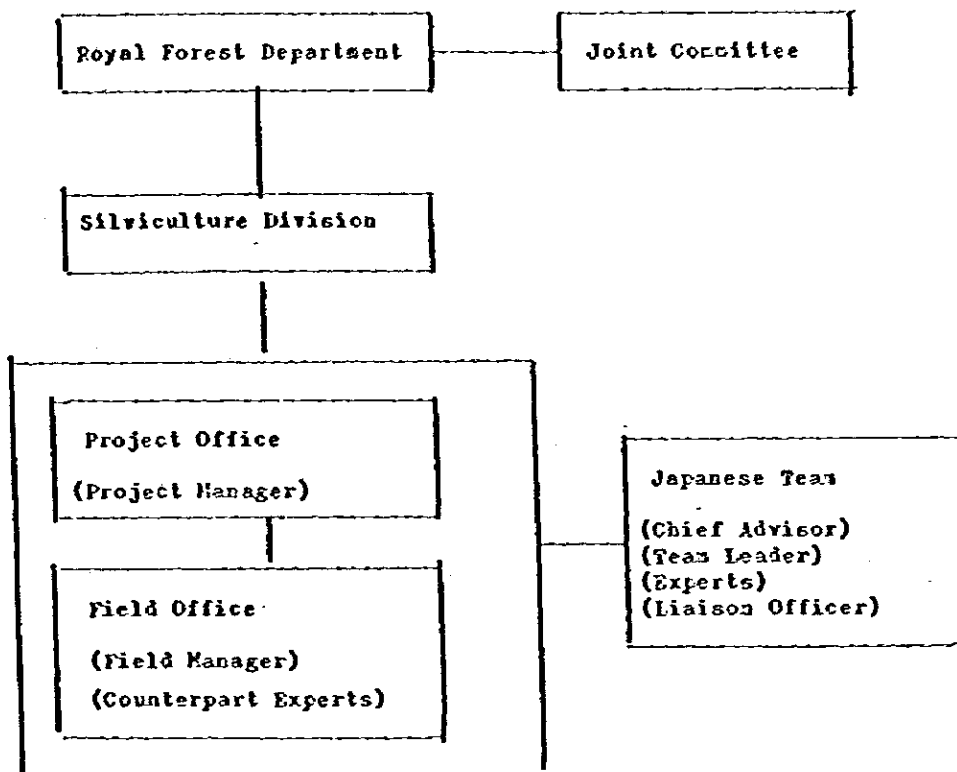 Royal Forest Department
Joint Committee
Silviculture Division
Project Office
(Project Manager)
Japanese Team
(Chief Advisor)
(Team Leader)
(Experts)
(Liaison Officer)
Field Office
(Field Manager)
(Counterpart Experts)